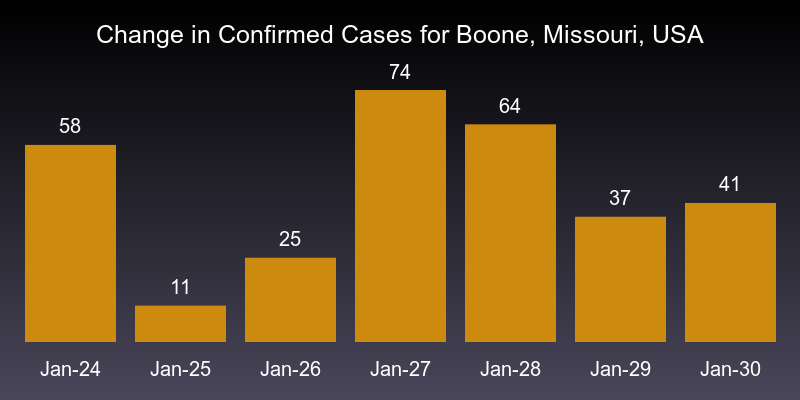 Change in Confirmed Cases for Boone, Missouri, USA
58
11
25
74
64
37
41
Jan-24
Jan-25
Jan-26
Jan-27
Jan-28
Jan-29
Jan-30